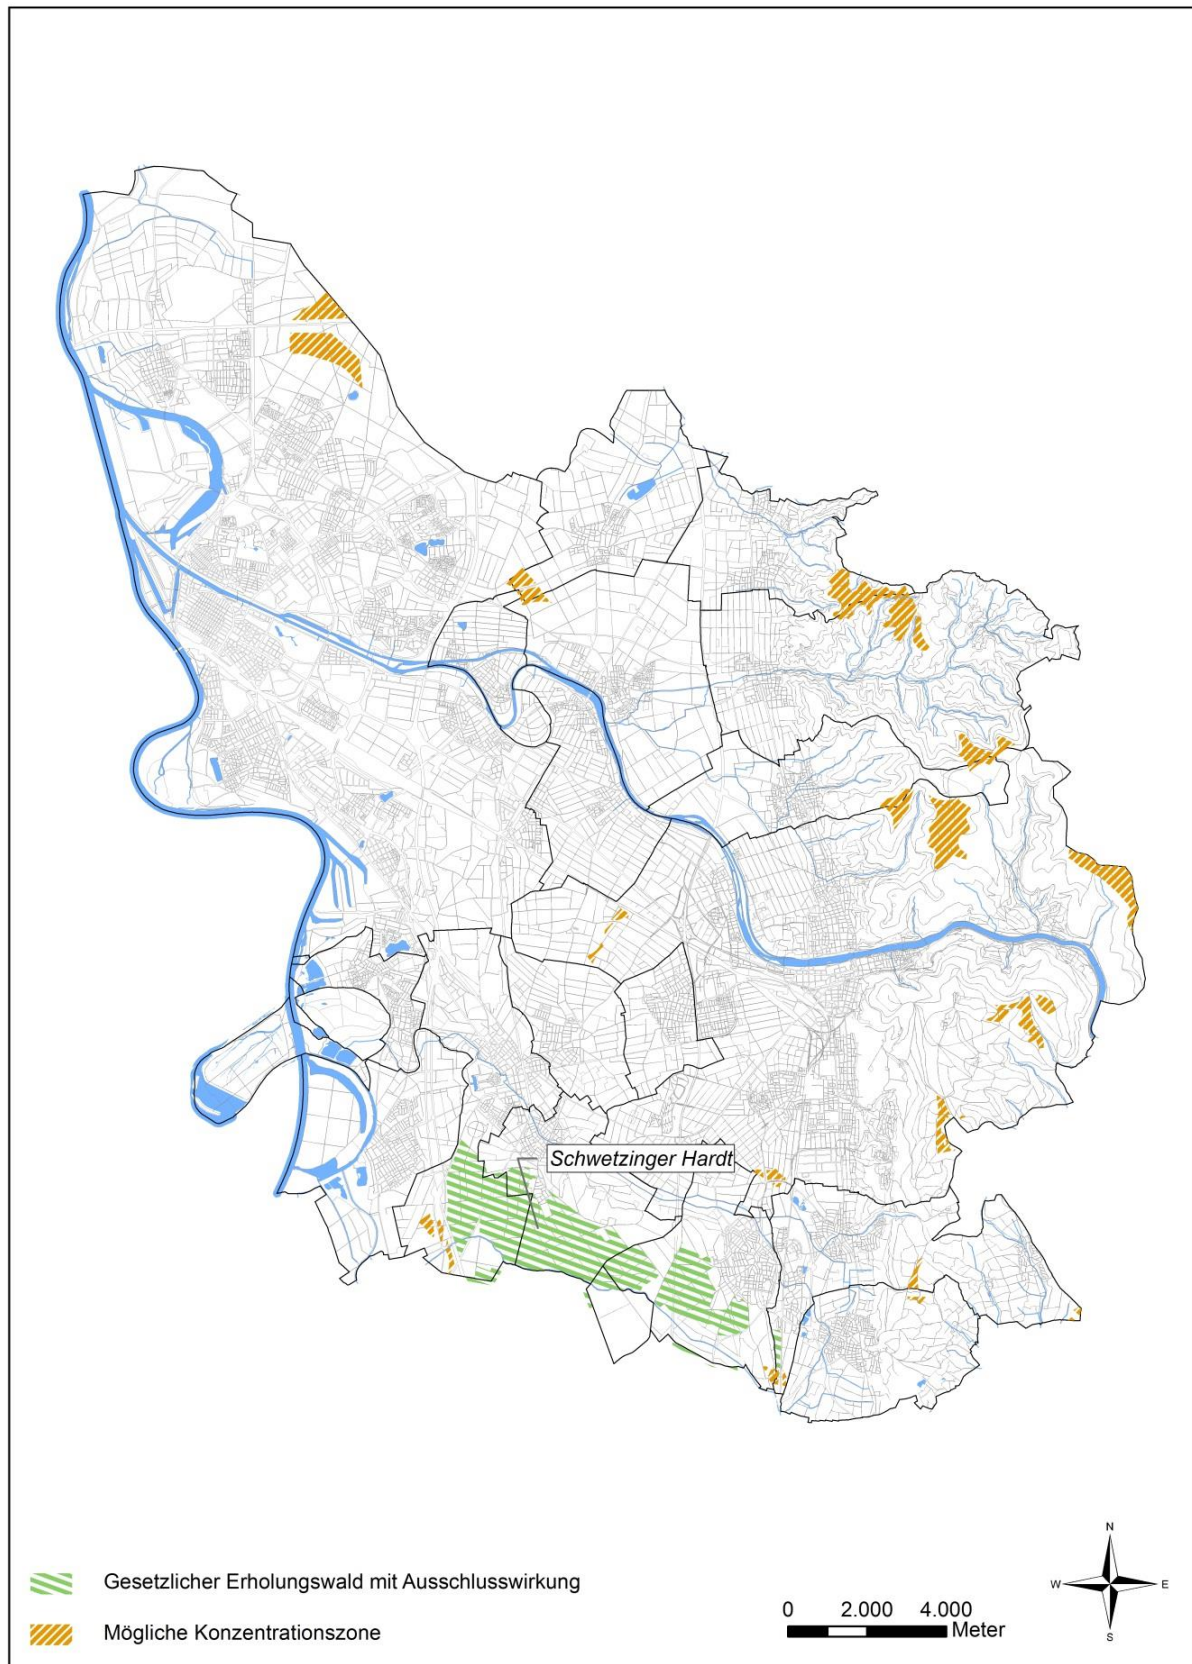 Schwetzinger Hardt
Gesetzlicher Erholungswald mit Ausschlusswirkung
Mögliche Konzentrationszone
0 2.000 4.000
Meter
N
W E
S